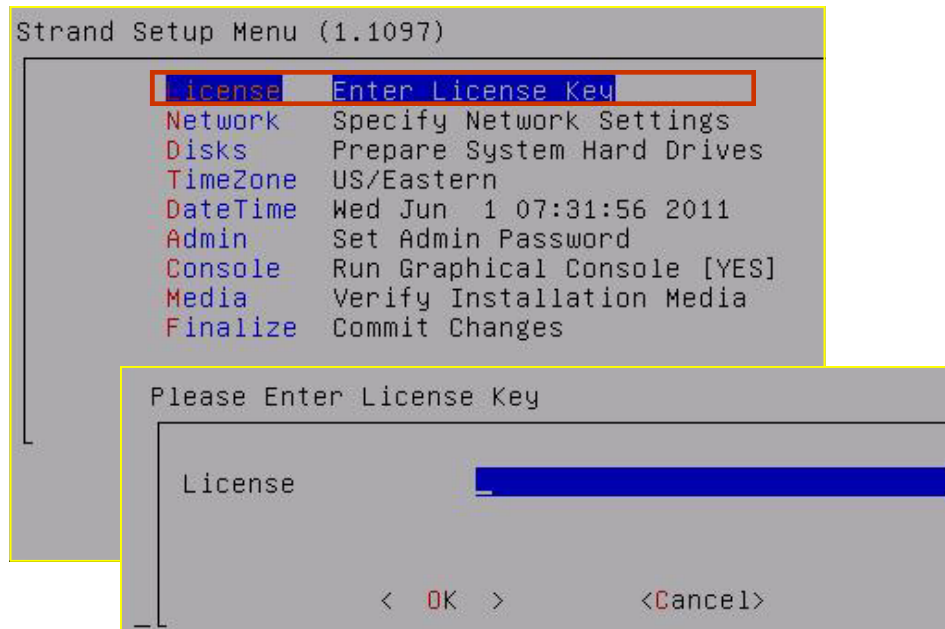 Strand Setup Menu (1.1097)
License Enter License Key
Network Specify Network Settings
Disks Prepare System Hard Drives
TimeZone US/Eastern
DateTime Wed Jun  1 07:31:56 2011
Admin Set Admin Password
Console Run Graphical Console [YES]
Media Verify Installation Media
Finalize Commit Changes
Please Enter License Key
License _
< OK > <Cancel>